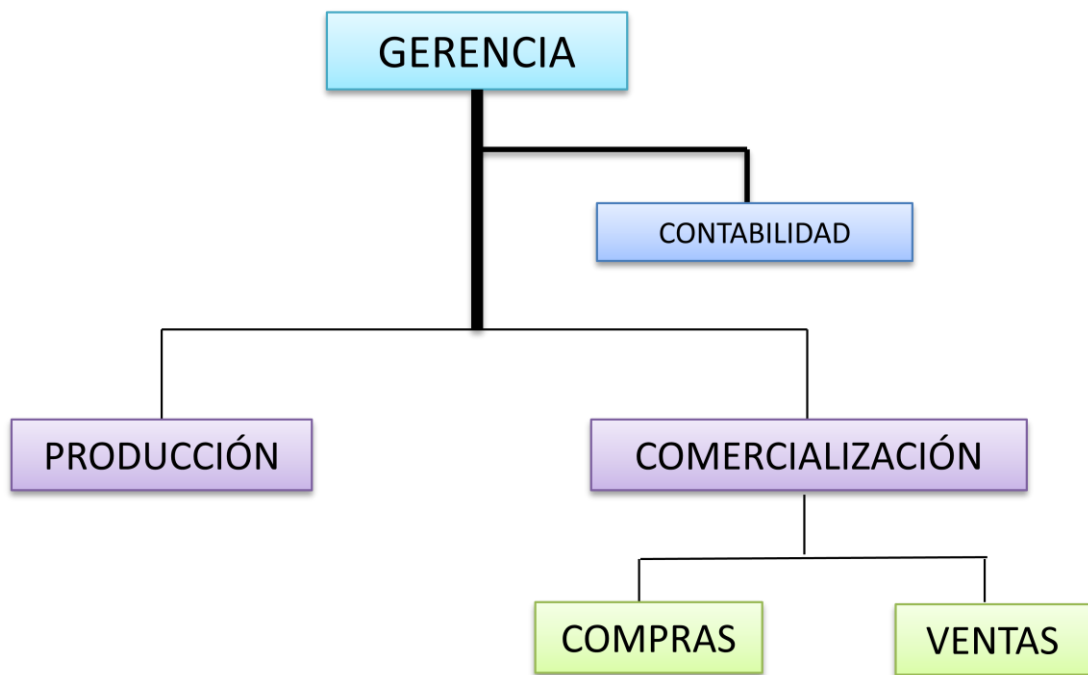 GERENCIA
CONTABILIDAD
PRODUCCIÓN
COMERCIALIZACIÓN
COMPRAS
VENTAS